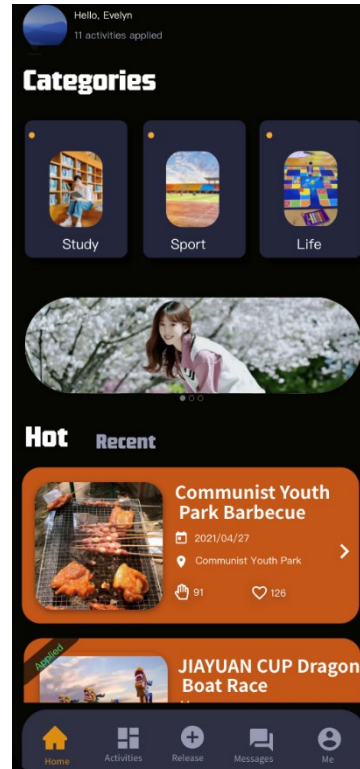 Hello, Evelyn
11 activities applied
Categories
Study
Sport
Life
Hot
Recent
Communist Youth
Park Barbecue
2021/04/27
Communist Youth Park
91
126
Applied
JIAYUAN CUP Dragon
Boat Race
Home
Activities
Release
Messages
Me